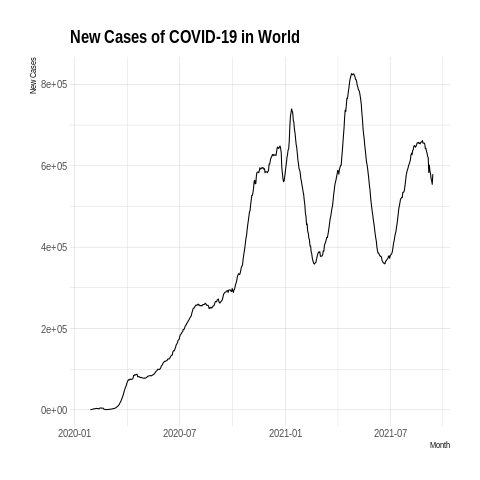 New Cases of COVID-19 in World
New Cases
8e+05
6e+05
4e+05
2e+05
0e+00
2020-01
2020-07
2021-01
2021-07
Month